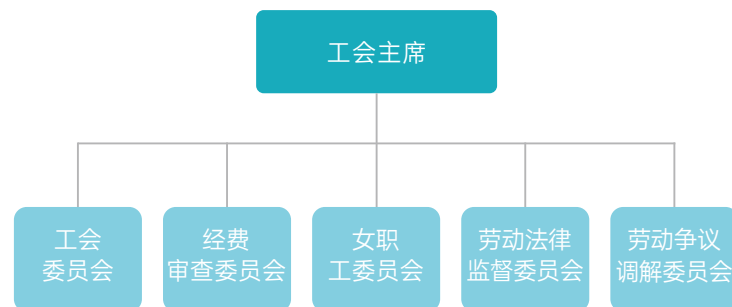 工会主席
工会
委员会
经费
审查委员会
女职
工委员会
劳动法律
监督委员会
劳动争议
调解委员会